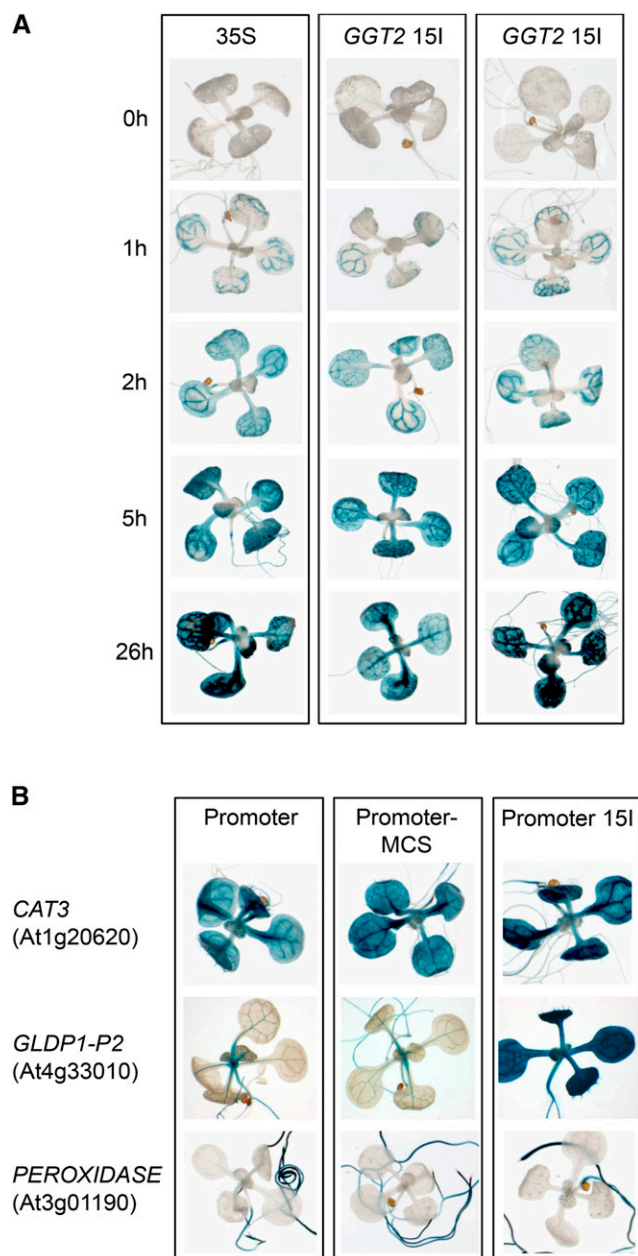 A
35S
GGT2 15I
GGT2 15I
0h
1h
2h
5h
26h
B
Promoter
Promoter-
MCS
Promoter 15I
CAT3
(At1g20620)
GLDP1-P2
(At4g33010)
PEROXIDASE
(At3g01190)